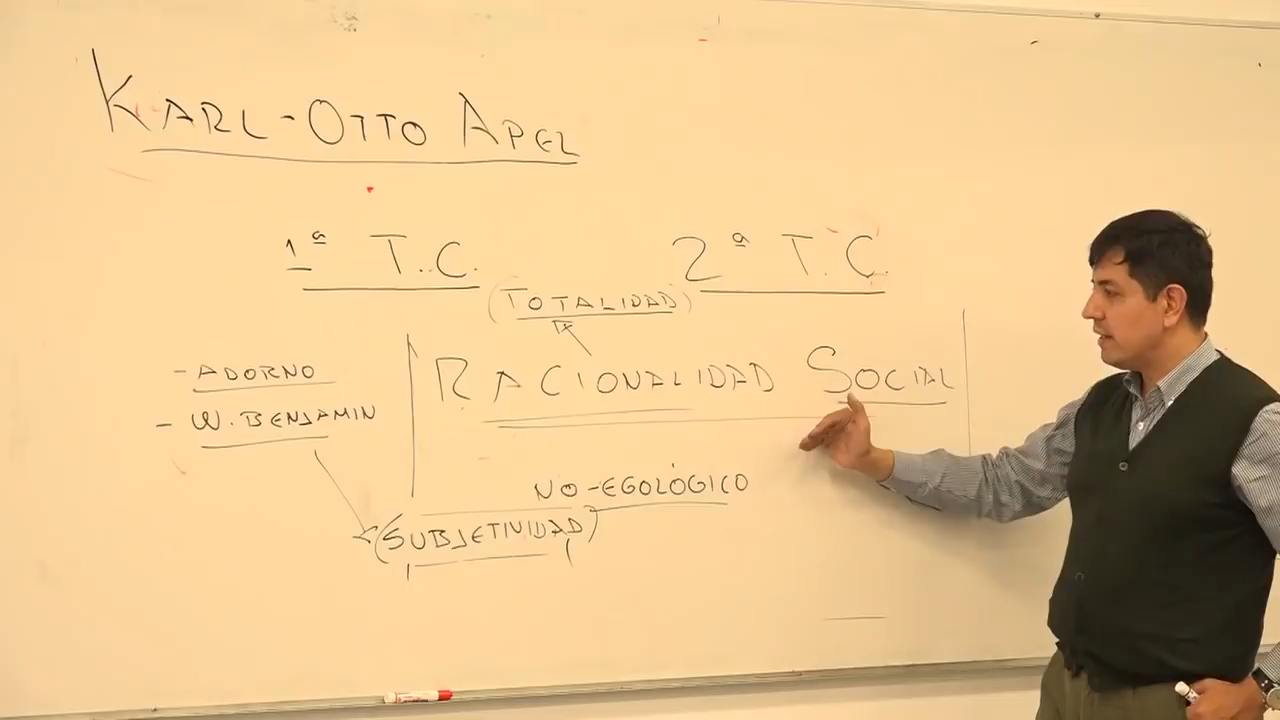 KARL-OTTO APEL
1ª T.C. 2ª T.C.
(TOTALIDAD)
- ADORNO
RACIONALIDAD SOCIAL
- W. BENJAMIN
NO-EGOLÓGICO
(SUBJETIVIDAD)